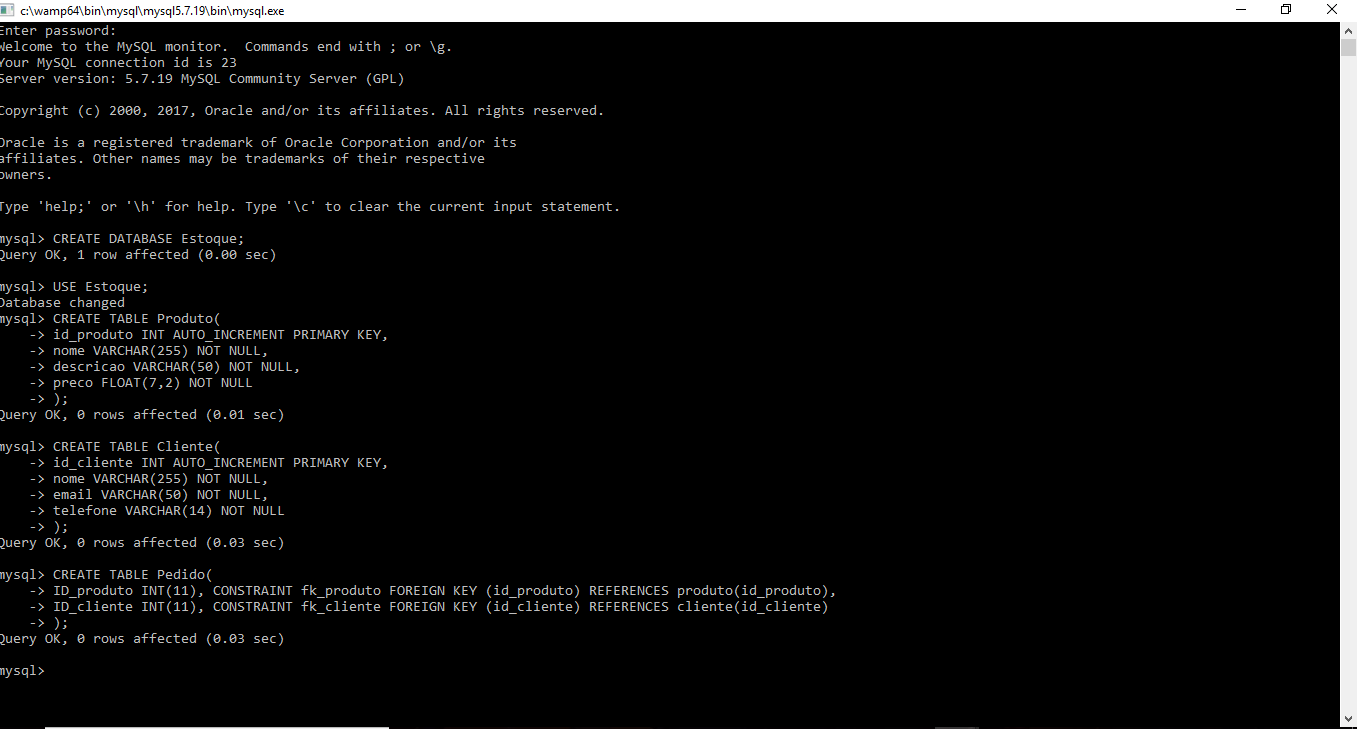 c:\wamp64\bin\mysql\mysql5.7.19\bin\mysql.exe
Enter password:
Welcome to the MySQL monitor.  Commands end with ; or \g.
Your MySQL connection id is 23
Server version: 5.7.19 MySQL Community Server (GPL)
Copyright (c) 2000, 2017, Oracle and/or its affiliates. All rights reserved.
Oracle is a registered trademark of Oracle Corporation and/or its
affiliates. Other names may be trademarks of their respective
owners.
Type 'help;' or '\h' for help. Type '\c' to clear the current input statement.
mysql> CREATE DATABASE Estoque;
Query OK, 1 row affected (0.00 sec)
mysql> USE Estoque;
Database changed
mysql> CREATE TABLE Produto(
    -> id_produto INT AUTO_INCREMENT PRIMARY KEY,
    -> nome VARCHAR(255) NOT NULL,
    -> descricao VARCHAR(50) NOT NULL,
    -> preco FLOAT(7,2) NOT NULL
    -> );
Query OK, 0 rows affected (0.01 sec)
mysql> CREATE TABLE Cliente(
    -> id_cliente INT AUTO_INCREMENT PRIMARY KEY,
    -> nome VARCHAR(255) NOT NULL,
    -> email VARCHAR(50) NOT NULL,
    -> telefone VARCHAR(14) NOT NULL
    -> );
Query OK, 0 rows affected (0.03 sec)
mysql> CREATE TABLE Pedido(
    -> ID_produto INT(11), CONSTRAINT fk_produto FOREIGN KEY (id_produto) REFERENCES produto(id_produto),
    -> ID_cliente INT(11), CONSTRAINT fk_cliente FOREIGN KEY (id_cliente) REFERENCES cliente(id_cliente)
    -> );
Query OK, 0 rows affected (0.03 sec)
mysql>